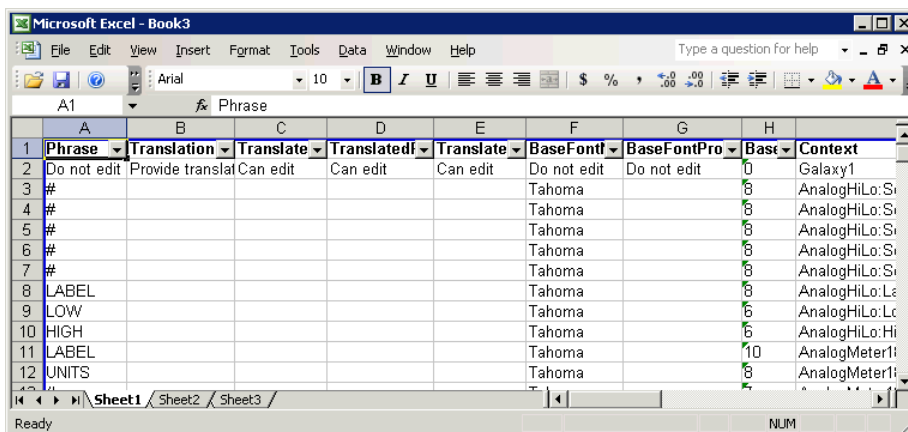 Microsoft Excel - Book3
File Edit View Insert Format Tools Data Window Help Type a question for help
Arial 10 B I U $ % , .00 .00 A
A1 fx Phrase
A B C D E F G H
1 Phrase Translation Translate Translated Translate BaseFont BaseFontPro Base Context
2 Do not edit Provide translat Can edit Can edit Can edit Do not edit Do not edit 0 Galaxy1
3 # Tahoma 8 AnalogHiLo:S
4 # Tahoma 8 AnalogHiLo:S
5 # Tahoma 8 AnalogHiLo:S
6 # Tahoma 8 AnalogHiLo:S
7 # Tahoma 8 AnalogHiLo:S
8 LABEL Tahoma 8 AnalogHiLo:La
9 LOW Tahoma 6 AnalogHiLo:Lo
10 HIGH Tahoma 6 AnalogHiLo:Hi
11 LABEL Tahoma 10 AnalogMeter1
12 UNITS Tahoma 8 AnalogMeter1
Sheet1 Sheet2 Sheet3
Ready NUM